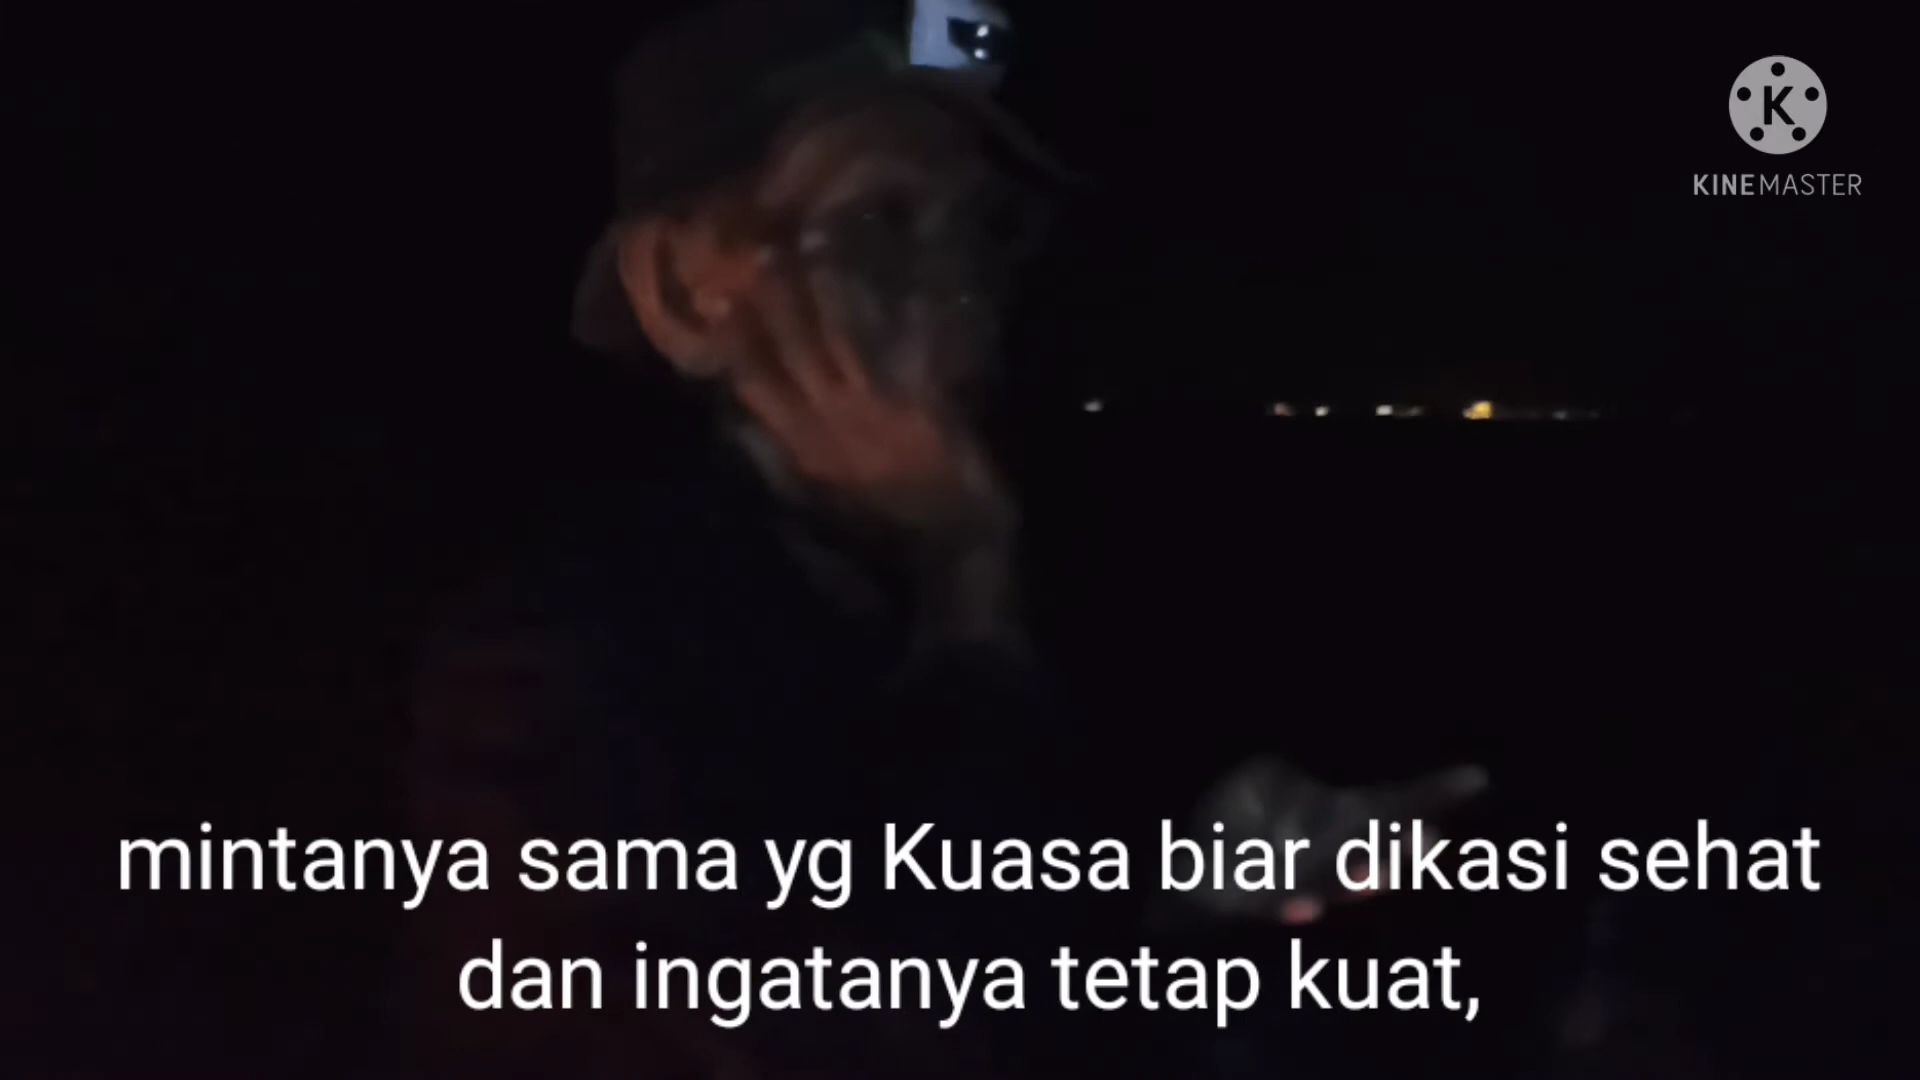 K
KINEMASTER
mintanya sama yg Kuasa biar dikasi sehat
dan ingatanya tetap kuat,